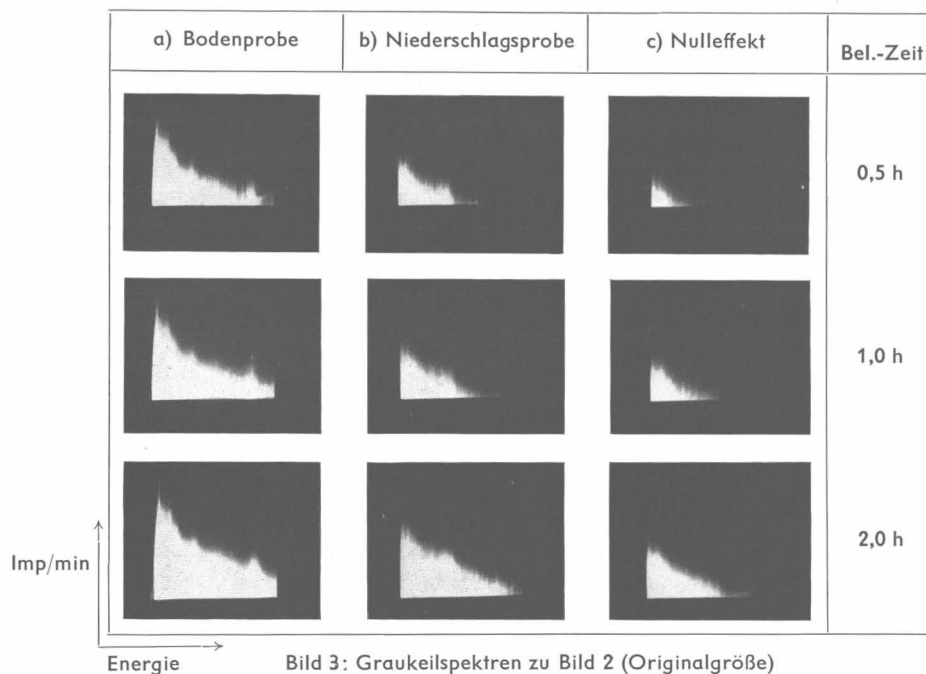 a) Bodenprobe b) Niederschlagsprobe c) Nulleffekt Bel.-Zeit
0,5 h
1,0 h
2,0 h
Imp/min
Energie
Bild 3: Graukeilspektren zu Bild 2 (Originalgröße)